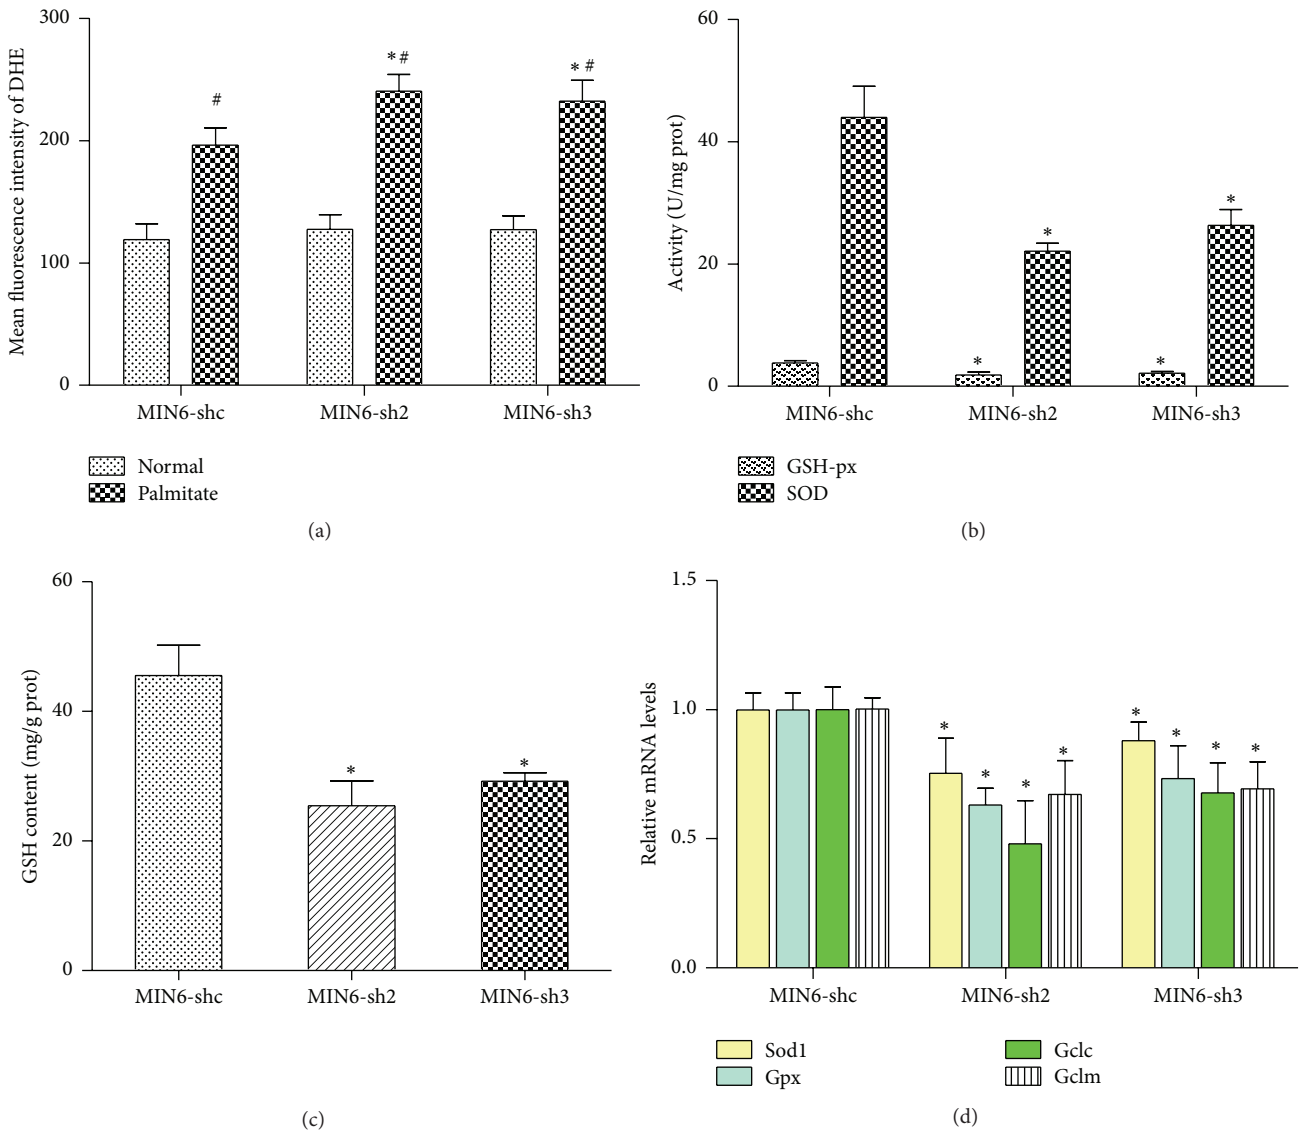 Mean fluorescence intensity of DHE
300
200
100
0
#
* #
* #
MIN6-shc
MIN6-sh2
MIN6-sh3
Normal
Palmitate
(a)
Activity (U/mg prot)
60
40
20
0
*
*
*
*
MIN6-shc
MIN6-sh2
MIN6-sh3
GSH-px
SOD
(b)
GSH content (mg/g prot)
60
40
20
0
*
*
MIN6-shc
MIN6-sh2
MIN6-sh3
(c)
Relative mRNA levels
1.5
1.0
0.5
0.0
*
*
*
*
*
*
*
*
MIN6-shc
MIN6-sh2
MIN6-sh3
Sod1
Gpx
Gclc
Gclm
(d)